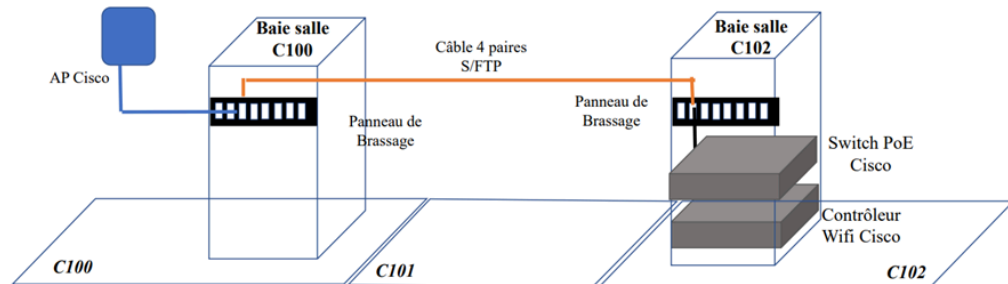 Baie salle
C100
Câble 4 paires
S/FTP
Baie salle
C102
AP Cisco
Panneau de
Brassage
Panneau de
Brassage
Switch PoE
Cisco
Contrôleur
Wifi Cisco
C100
C101
C102